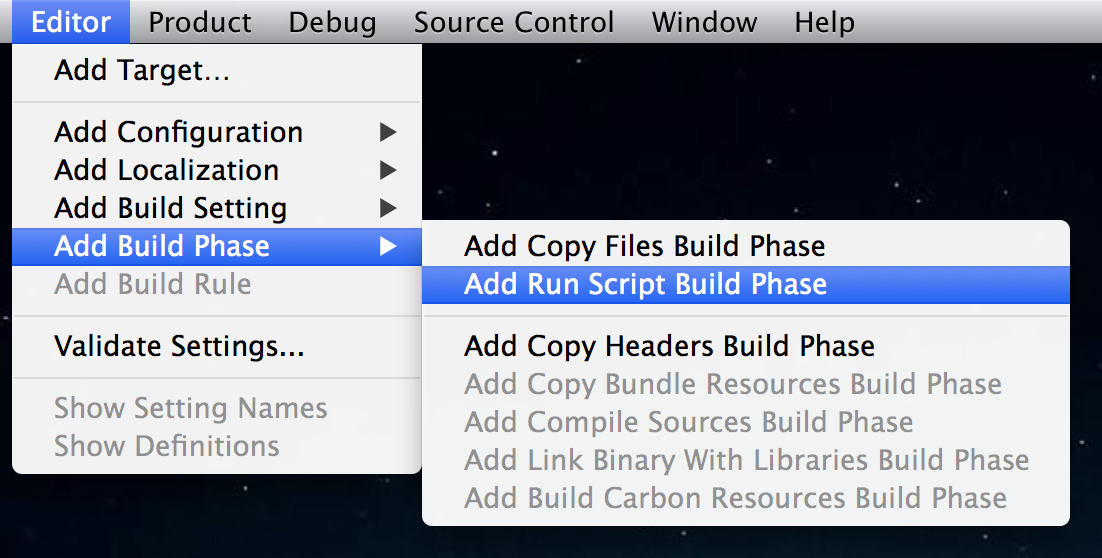 Editor Product Debug Source Control Window Help
Add Target...
Add Configuration
Add Localization
Add Build Setting
Add Build Phase
Add Build Rule
Validate Settings...
Show Setting Names
Show Definitions
Add Copy Files Build Phase
Add Run Script Build Phase
Add Copy Headers Build Phase
Add Copy Bundle Resources Build Phase
Add Compile Sources Build Phase
Add Link Binary With Libraries Build Phase
Add Build Carbon Resources Build Phase